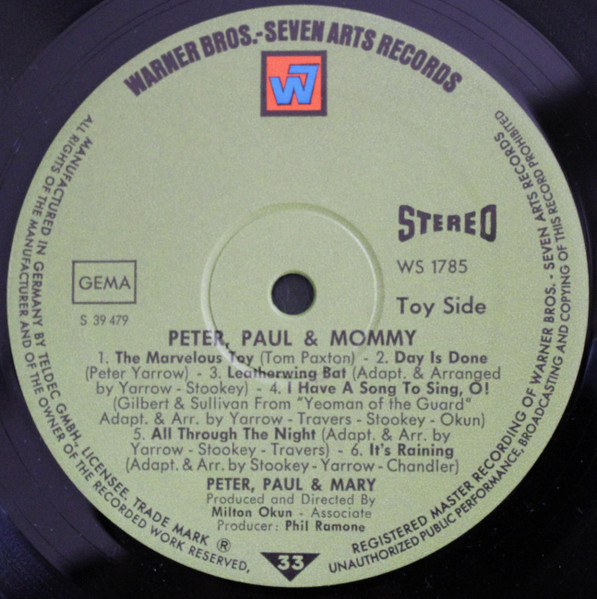 WARNER BROS.-SEVEN ARTS RECORDS
W7
STEREO
WS 1785
GEMA
S 39 479
Toy Side
PETER, PAUL & MOMMY
1. The Marvelous Toy (Tom Paxton) - 2. Day Is Done
(Peter Yarrow) - 3. Leatherwing Bat (Adapt. & Arranged
by Yarrow - Stookey) - 4. I Have A Song To Sing, O!
(Gilbert & Sullivan From "Yeoman of the Guard"
Adapt. & Arr. by Yarrow - Travers - Stookey - Okun)
5. All Through The Night (Adapt. & Arr. by
Yarrow - Stookey - Travers) - 6. It's Raining
(Adapt. & Arr. by Stookey - Yarrow - Chandler)
PETER, PAUL & MARY
Produced and Directed By
Milton Okun - Associate
Producer: Phil Ramone
33
MANUFACTURED IN GERMANY BY TELDEC GMBH., LICENSEE. TRADE MARK ®
ALL RIGHTS OF THE MANUFACTURER AND OF THE OWNER OF THE RECORDED WORK RESERVED,
REGISTERED MASTER RECORDING OF WARNER BROS. - SEVEN ARTS RECORDS
UNAUTHORIZED PUBLIC PERFORMANCE, BROADCASTING AND COPYING OF THIS RECORD PROHIBITED